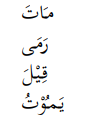 مَاتَ
رَمَى
قِيْلَ
يَمُوْتُ